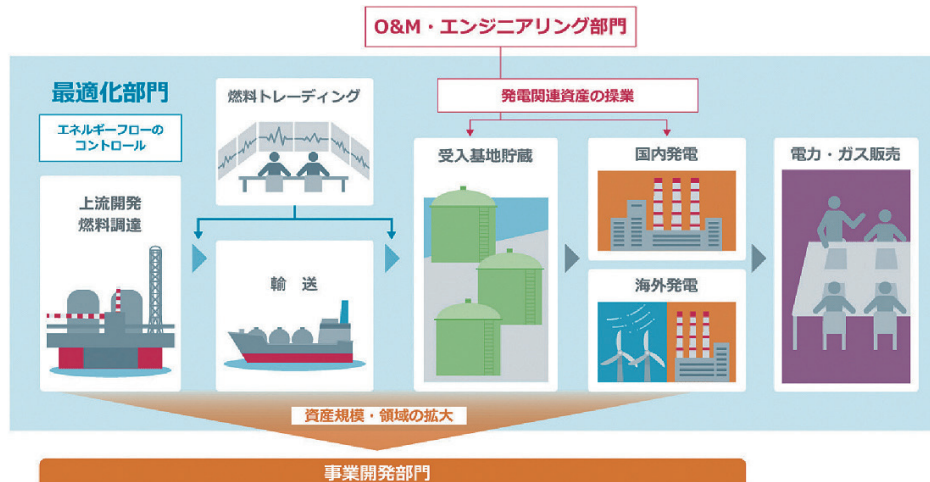 O&M・エンジニアリング部門
最適化部門
エネルギーフローの
コントロール
燃料トレーディング
発電関連資産の操業
上流開発
燃料調達
輸 送
受入基地貯蔵
国内発電
海外発電
電力・ガス販売
資産規模・領域の拡大
事業開発部門